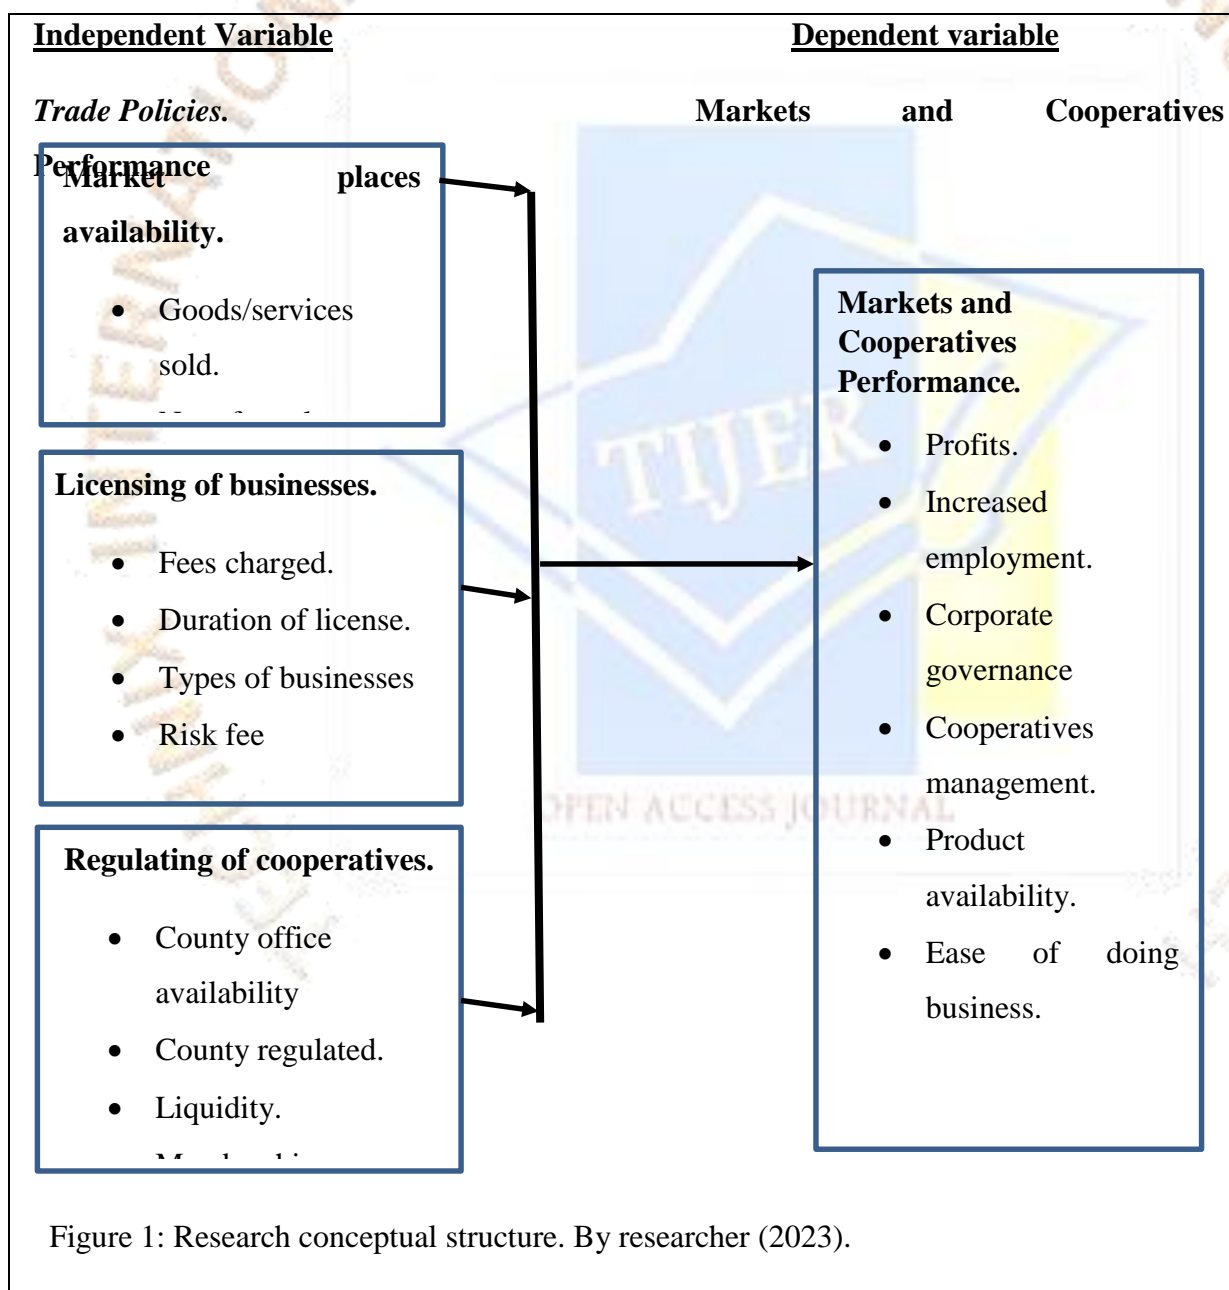 Independent Variable Dependent variable
Trade Policies. Markets and Cooperatives
Performance
Market places
availability.
• Goods/services
sold.
Licensing of businesses.
• Fees charged.
• Duration of license.
• Types of businesses
• Risk fee
Regulating of cooperatives.
• County office
availability
• County regulated.
• Liquidity.
Markets and
Cooperatives
Performance.
• Profits.
• Increased
employment.
• Corporate
governance
• Cooperatives
management.
• Product
availability.
• Ease of doing
business.
TIJER
OPEN ACCESS JOURNAL
Figure 1: Research conceptual structure. By researcher (2023).